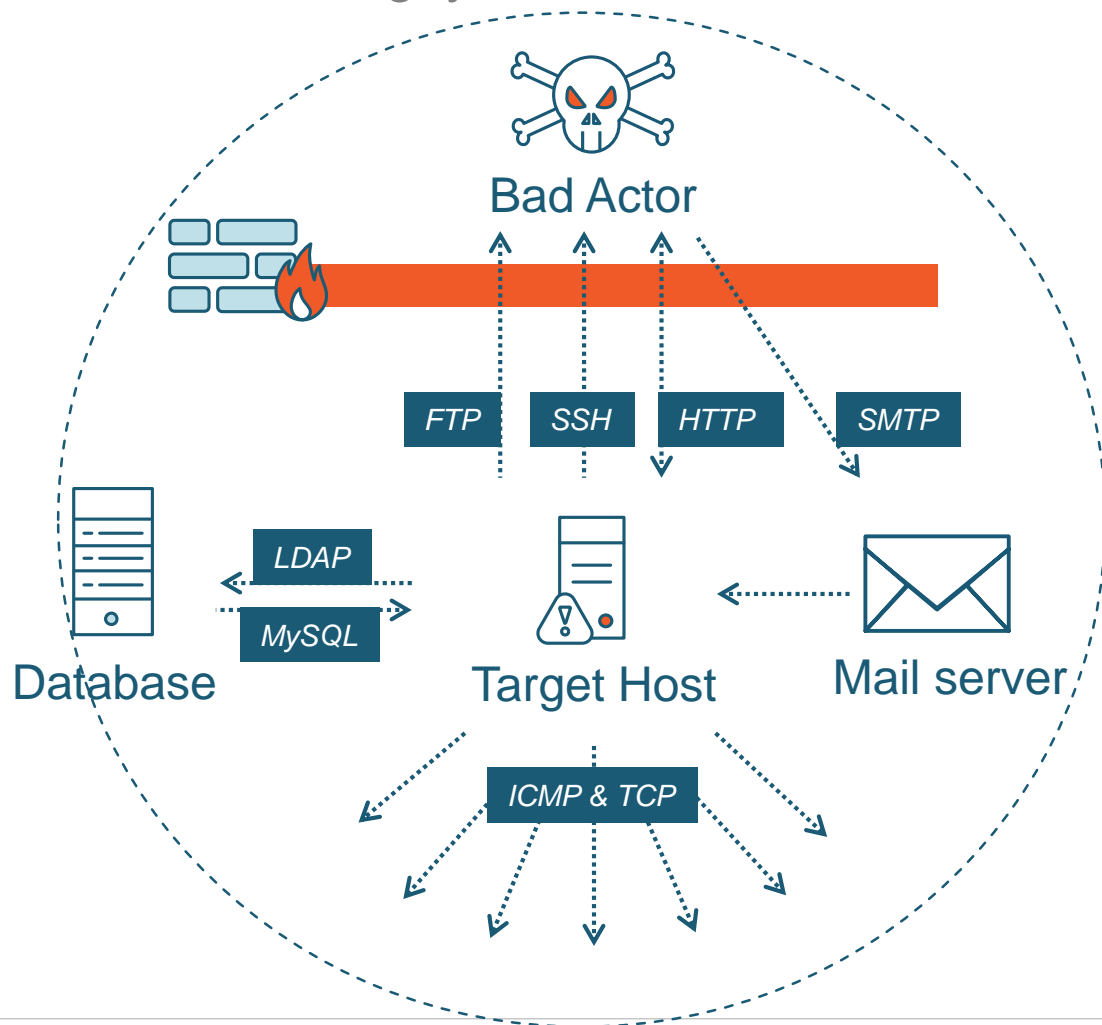 Bad Actor
FTP
SSH
HTTP
SMTP
LDAP
MySQL
Database
Target Host
Mail server
ICMP & TCP